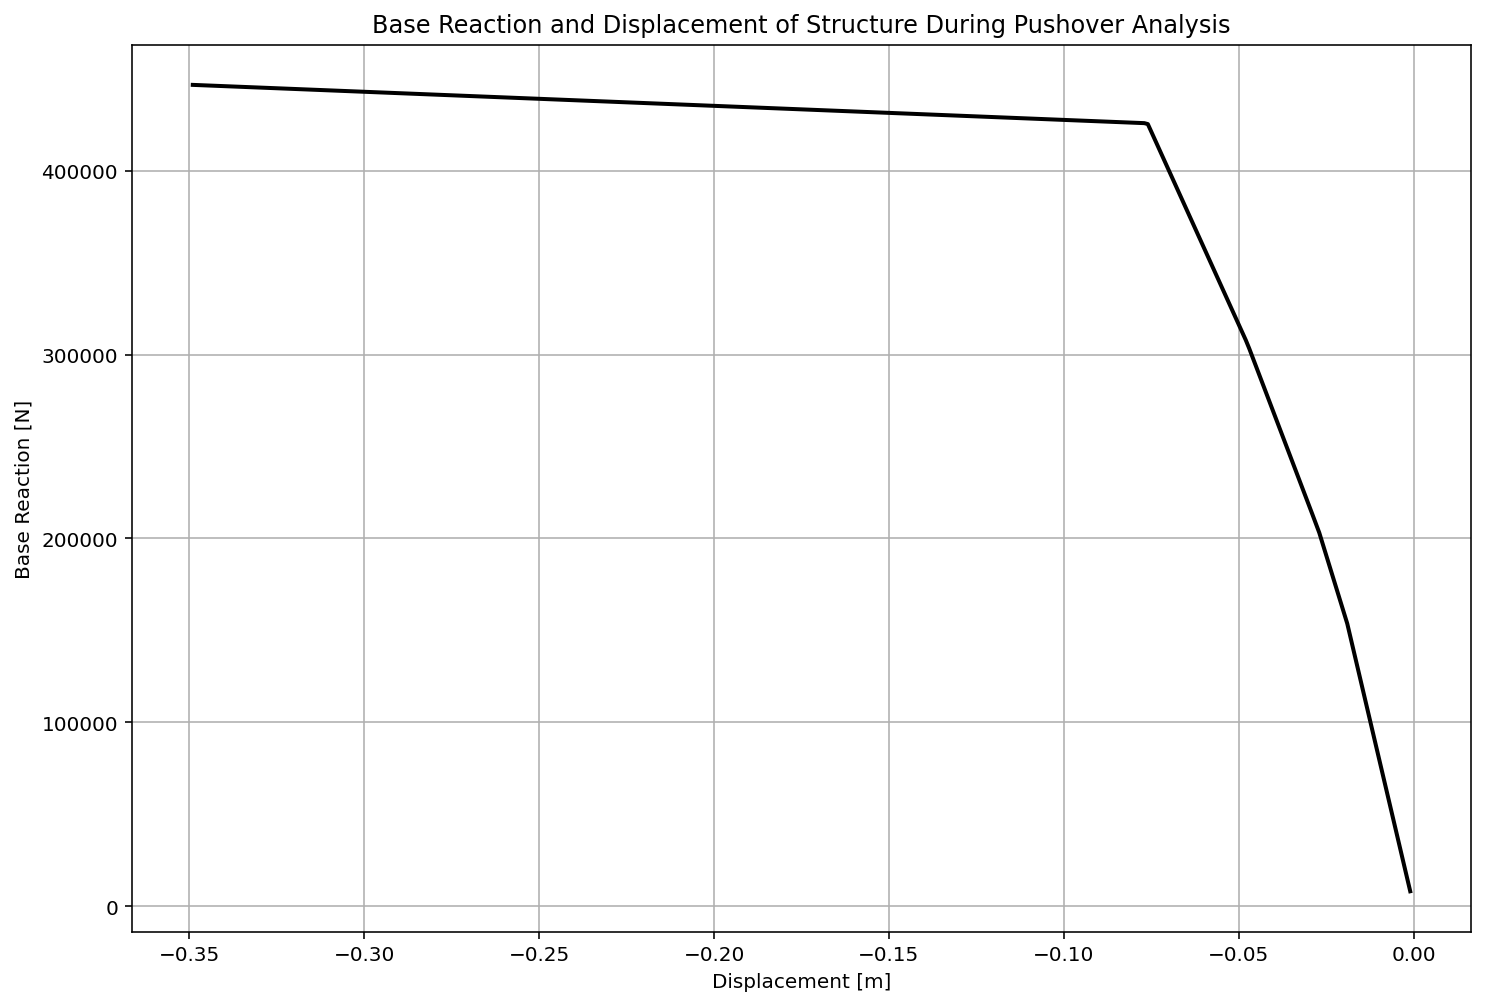 Base Reaction and Displacement of Structure During Pushover Analysis
Base Reaction [N]
400000
300000
200000
100000
0
−0.35 −0.30 −0.25 −0.20 −0.15 −0.10 −0.05 0.00
Displacement [m]